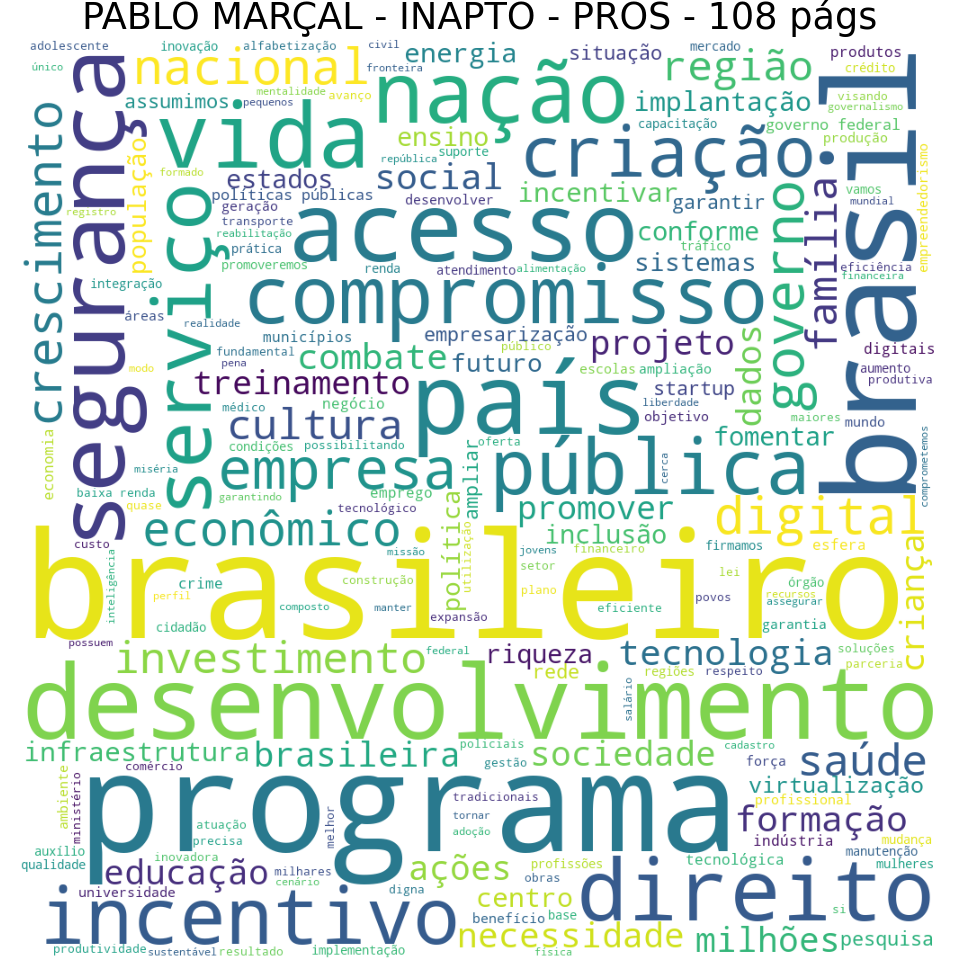 PABLO MARÇAL - INAPTO - PROS - 108 págs
adolescente
inovação
alfabetização
civil
energia
situação
mercado
produtos
único
segurança
nacional
fronteira
nação
região
crédito
brasil
mentalidade
avanço
assumimos
pequenos
implantação
visando
governalismo
crescimento
vida
ensino
capacitação
governo federal
produção
população
suporte
criação
república
formado
estados
social
incentivar
família
empreendedorismo
políticas públicas
desenvolver
garantir
vamos
mundial
registro
geração
transporte
acesso
conforme
governo
reabilitação
prática
tráfico
serviço
promoveremos
renda
atendimento
alimentação
sistemas
eficiência
financeira
integração
compromisso
áreas
realidade
municípios
empresarização
projeto
dados
digitais
fundamental
combate
futuro
público
pena
modo
treinamento
país
escolas
ampliação
aumento
produtiva
startup
liberdade
médico
negócio
objetivo
maiores
mundo
cultura
economia
condições
possibilitando
oferta
fomentar
miséria
empresa
ampliar
pública
cerca
comprometemos
baixa renda
quase
garantindo
emprego
tecnológico
política
promover
digital
econômico
utilização
inclusão
custo
brasileiro
missão
jovens
financeiro
firmamos
esfera
criança
inteligência
crime
construção
setor
lei
perfil
plano
órgão
povos
recursos
assegurar
composto
manter
eficiente
expansão
cidadão
garantia
possuem
investimento
federal
riqueza
tecnologia
soluções
parceria
rede
regiões
respeito
desenvolvimento
salário
infraestrutura
brasileira
policiais
gestão
sociedade
cadastro
força
saúde
comércio
ambiente
ministério
programa
virtualização
tradicionais
profissional
melhor
tornar
adoção
formação
atuação
precisa
indústria
mudança
auxílio
qualidade
inovadora
manutenção
mulheres
educação
milhares
cenário
ações
profissões
tecnológica
obras
direito
universidade
digna
centro
incentivo
benefício
base
si
necessidade
milhões
pesquisa
produtividade
sustentável
resultado
implementação
física